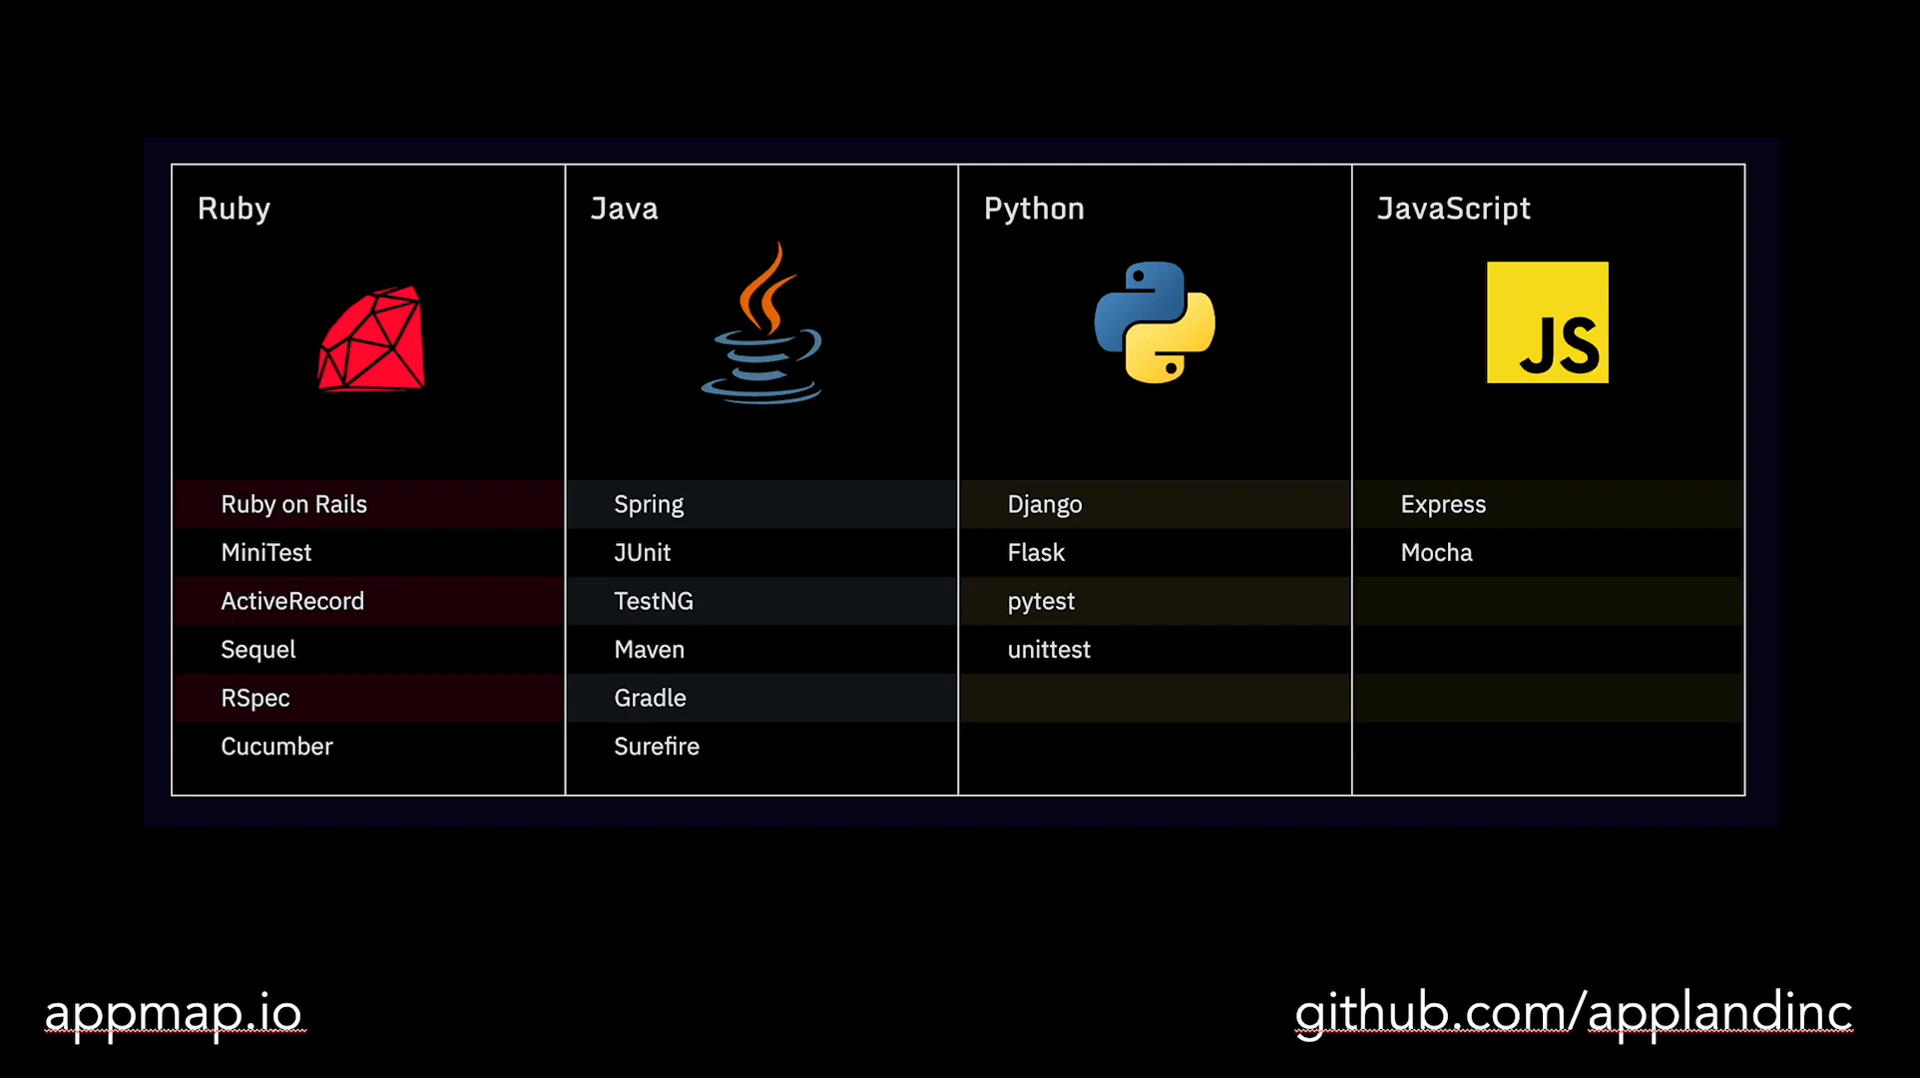 Ruby
Java
Python
JavaScript
JS
Ruby on Rails
MiniTest
ActiveRecord
Sequel
RSpec
Cucumber
Spring
JUnit
TestNG
Maven
Gradle
Surefire
Django
Flask
pytest
unittest
Express
Mocha
appmap.io
github.com/applandinc